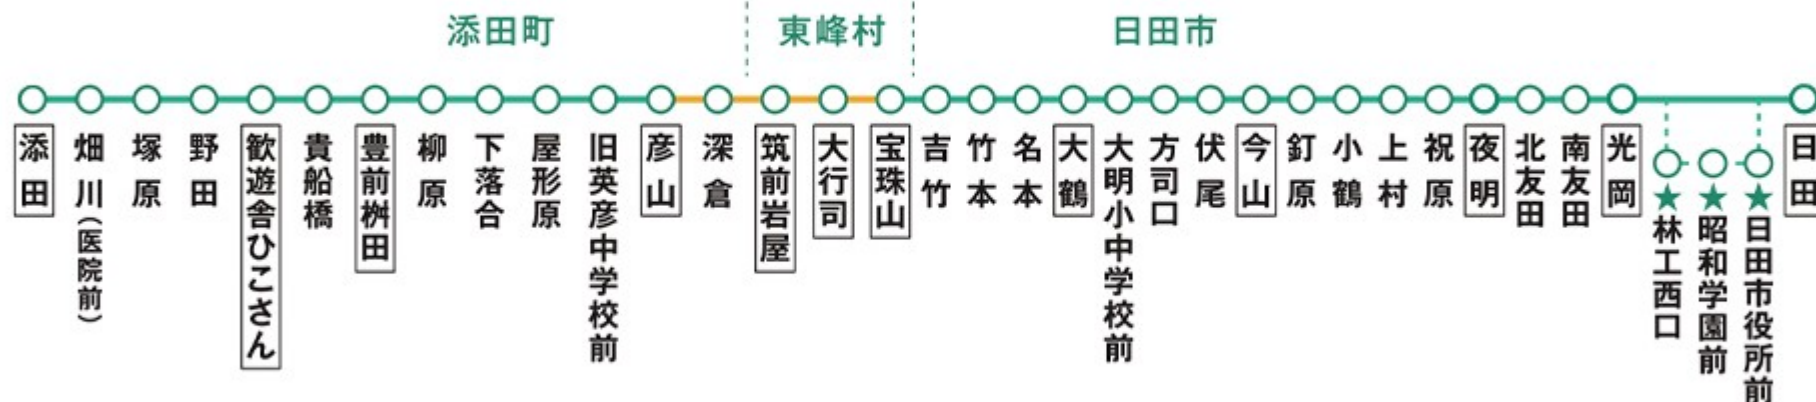 添田町
東峰村
日田市
添田
畑川（医院前）
塚原
野田
歓遊舎ひこさん
貴船橋
豊前桝田
柳原
下落合
屋形原
旧英彦中学校前
彦山
深倉
筑前岩屋
大行司
宝珠山
吉竹
竹本
名本
大鶴
大明小中学校前
方司口
伏尾
今山
釘原
小鶴
上村
祝原
夜明
北友田
南友田
光岡
★林工西口
★昭和学園前
★日田市役所前
日田